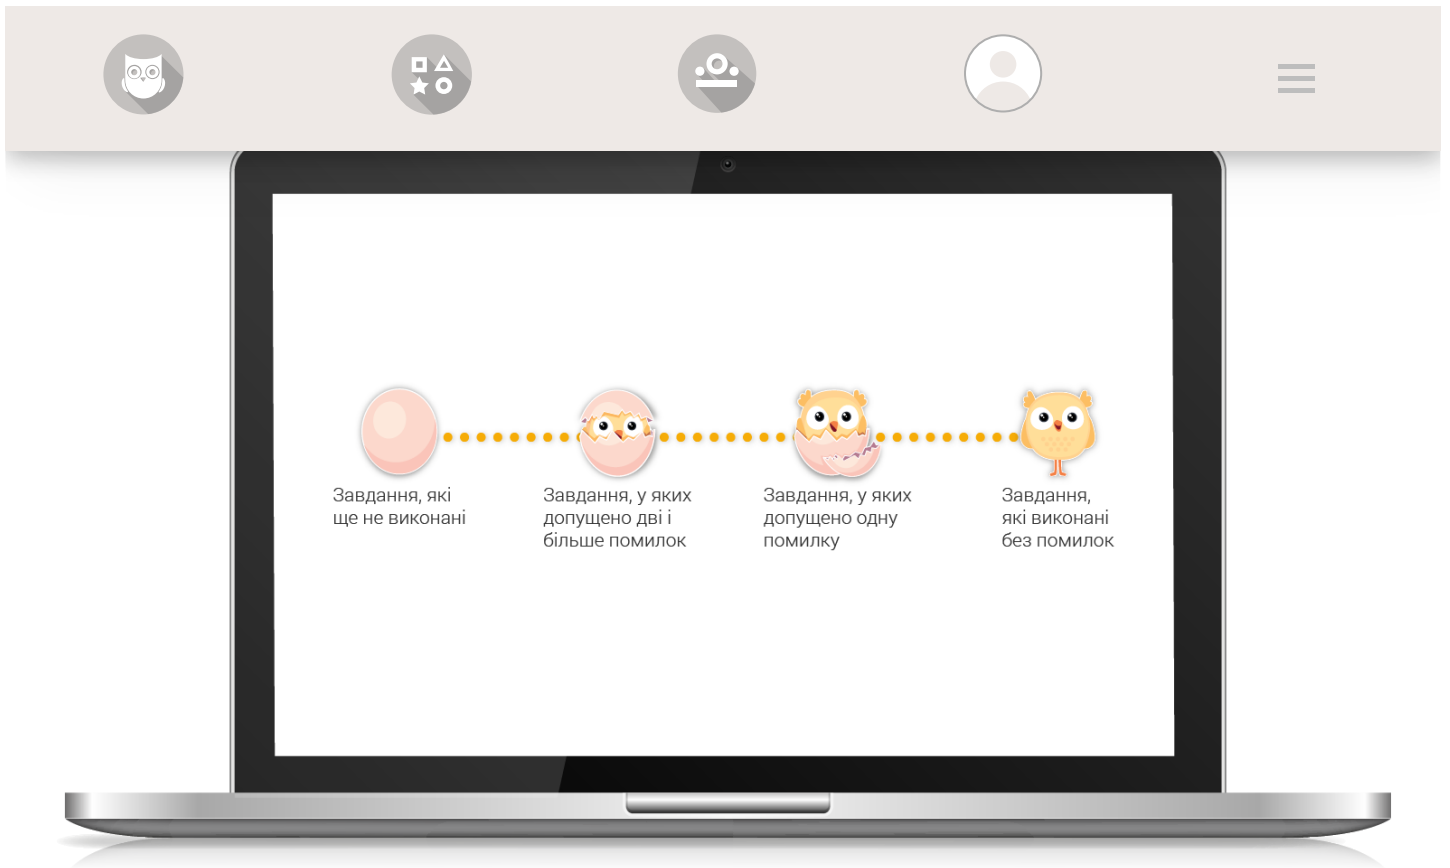 Завдання, які
ще не виконані
Завдання, у яких
допущено дві і
більше помилок
Завдання, у яких
допущено одну
помилку
Завдання,
які виконані
без помилок